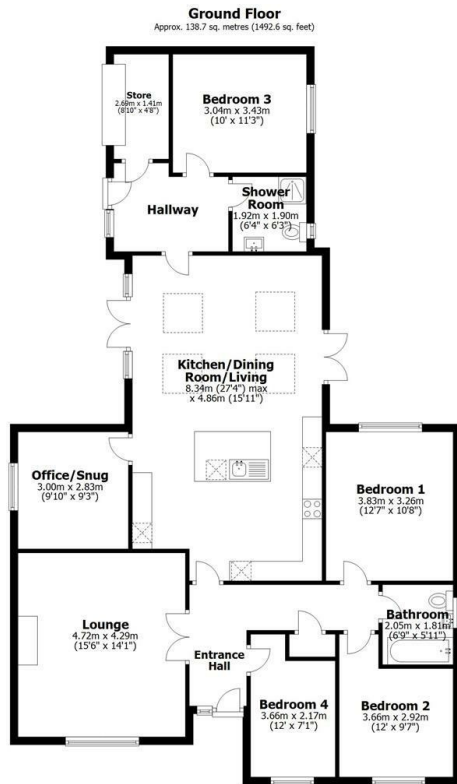 Ground Floor
Approx. 138.7 sq. metres (1492.6 sq. feet)
Store
2.69m x 1.41m
(8'10" x 4'8")
Bedroom 3
3.04m x 3.43m
(10' x 11'3")
Hallway
Shower
Room
1.92m x 1.90m
(6'4" x 6'3")
Kitchen/Dining
Room/Living
8.34m (27'4") max
x 4.86m (15'11")
Office/Snug
3.00m x 2.83m
(9'10" x 9'3")
Bedroom 1
3.83m x 3.26m
(12'7" x 10'8")
Lounge
4.72m x 4.29m
(15'6" x 14'1")
Bathroom
2.05m x 1.81m
(6'9" x 5'11")
Entrance
Hall
Bedroom 4
3.66m x 2.17m
(12' x 7'1")
Bedroom 2
3.66m x 2.92m
(12' x 9'7")